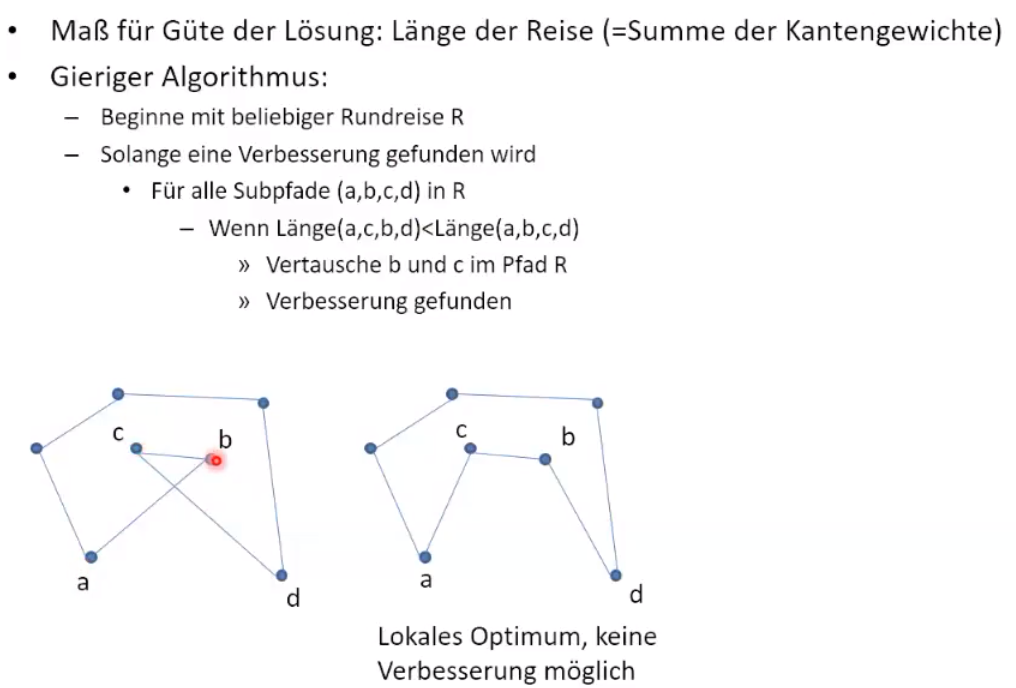 • Maß für Güte der Lösung: Länge der Reise (=Summe der Kantengewichte)
• Gieriger Algorithmus:
– Beginne mit beliebiger Rundreise R
– Solange eine Verbesserung gefunden wird
• Für alle Subpfade (a,b,c,d) in R
– Wenn Länge(a,c,b,d)<Länge(a,b,c,d)
» Vertausche b und c im Pfad R
» Verbesserung gefunden
c b
a
d
c b
a
d
Lokales Optimum, keine
Verbesserung möglich